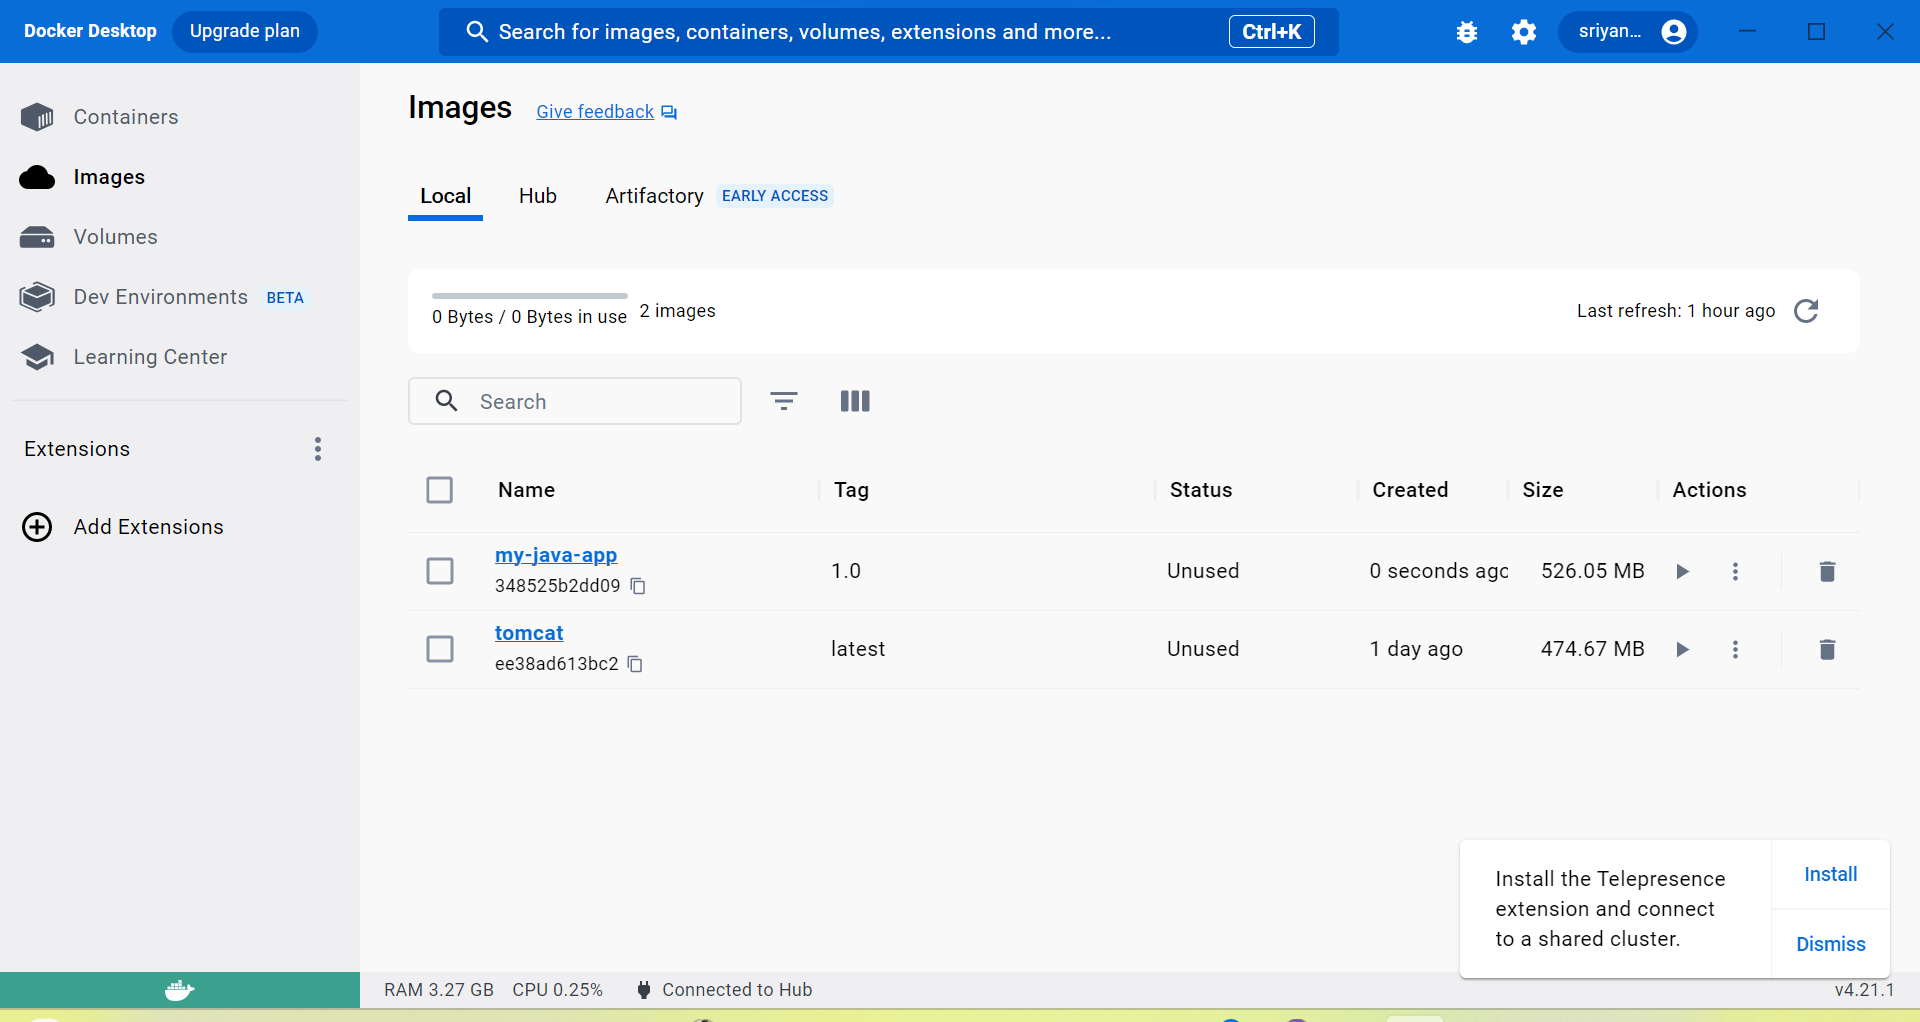 Docker Desktop Upgrade plan Search for images, containers, volumes, extensions and more... Ctrl+K sriyan...
Containers
Images
Volumes
Dev Environments BETA
Learning Center
Extensions
Add Extensions
Images Give feedback
Local Hub Artifactory EARLY ACCESS
0 Bytes / 0 Bytes in use 2 images Last refresh: 1 hour ago
Search
Name Tag Status Created Size Actions
my-java-app
348525b2dd09 1.0 Unused 0 seconds ago 526.05 MB
tomcat
ee38ad613bc2 latest Unused 1 day ago 474.67 MB
Install the Telepresence
extension and connect
to a shared cluster.
Install
Dismiss
RAM 3.27 GB CPU 0.25% Connected to Hub v4.21.1